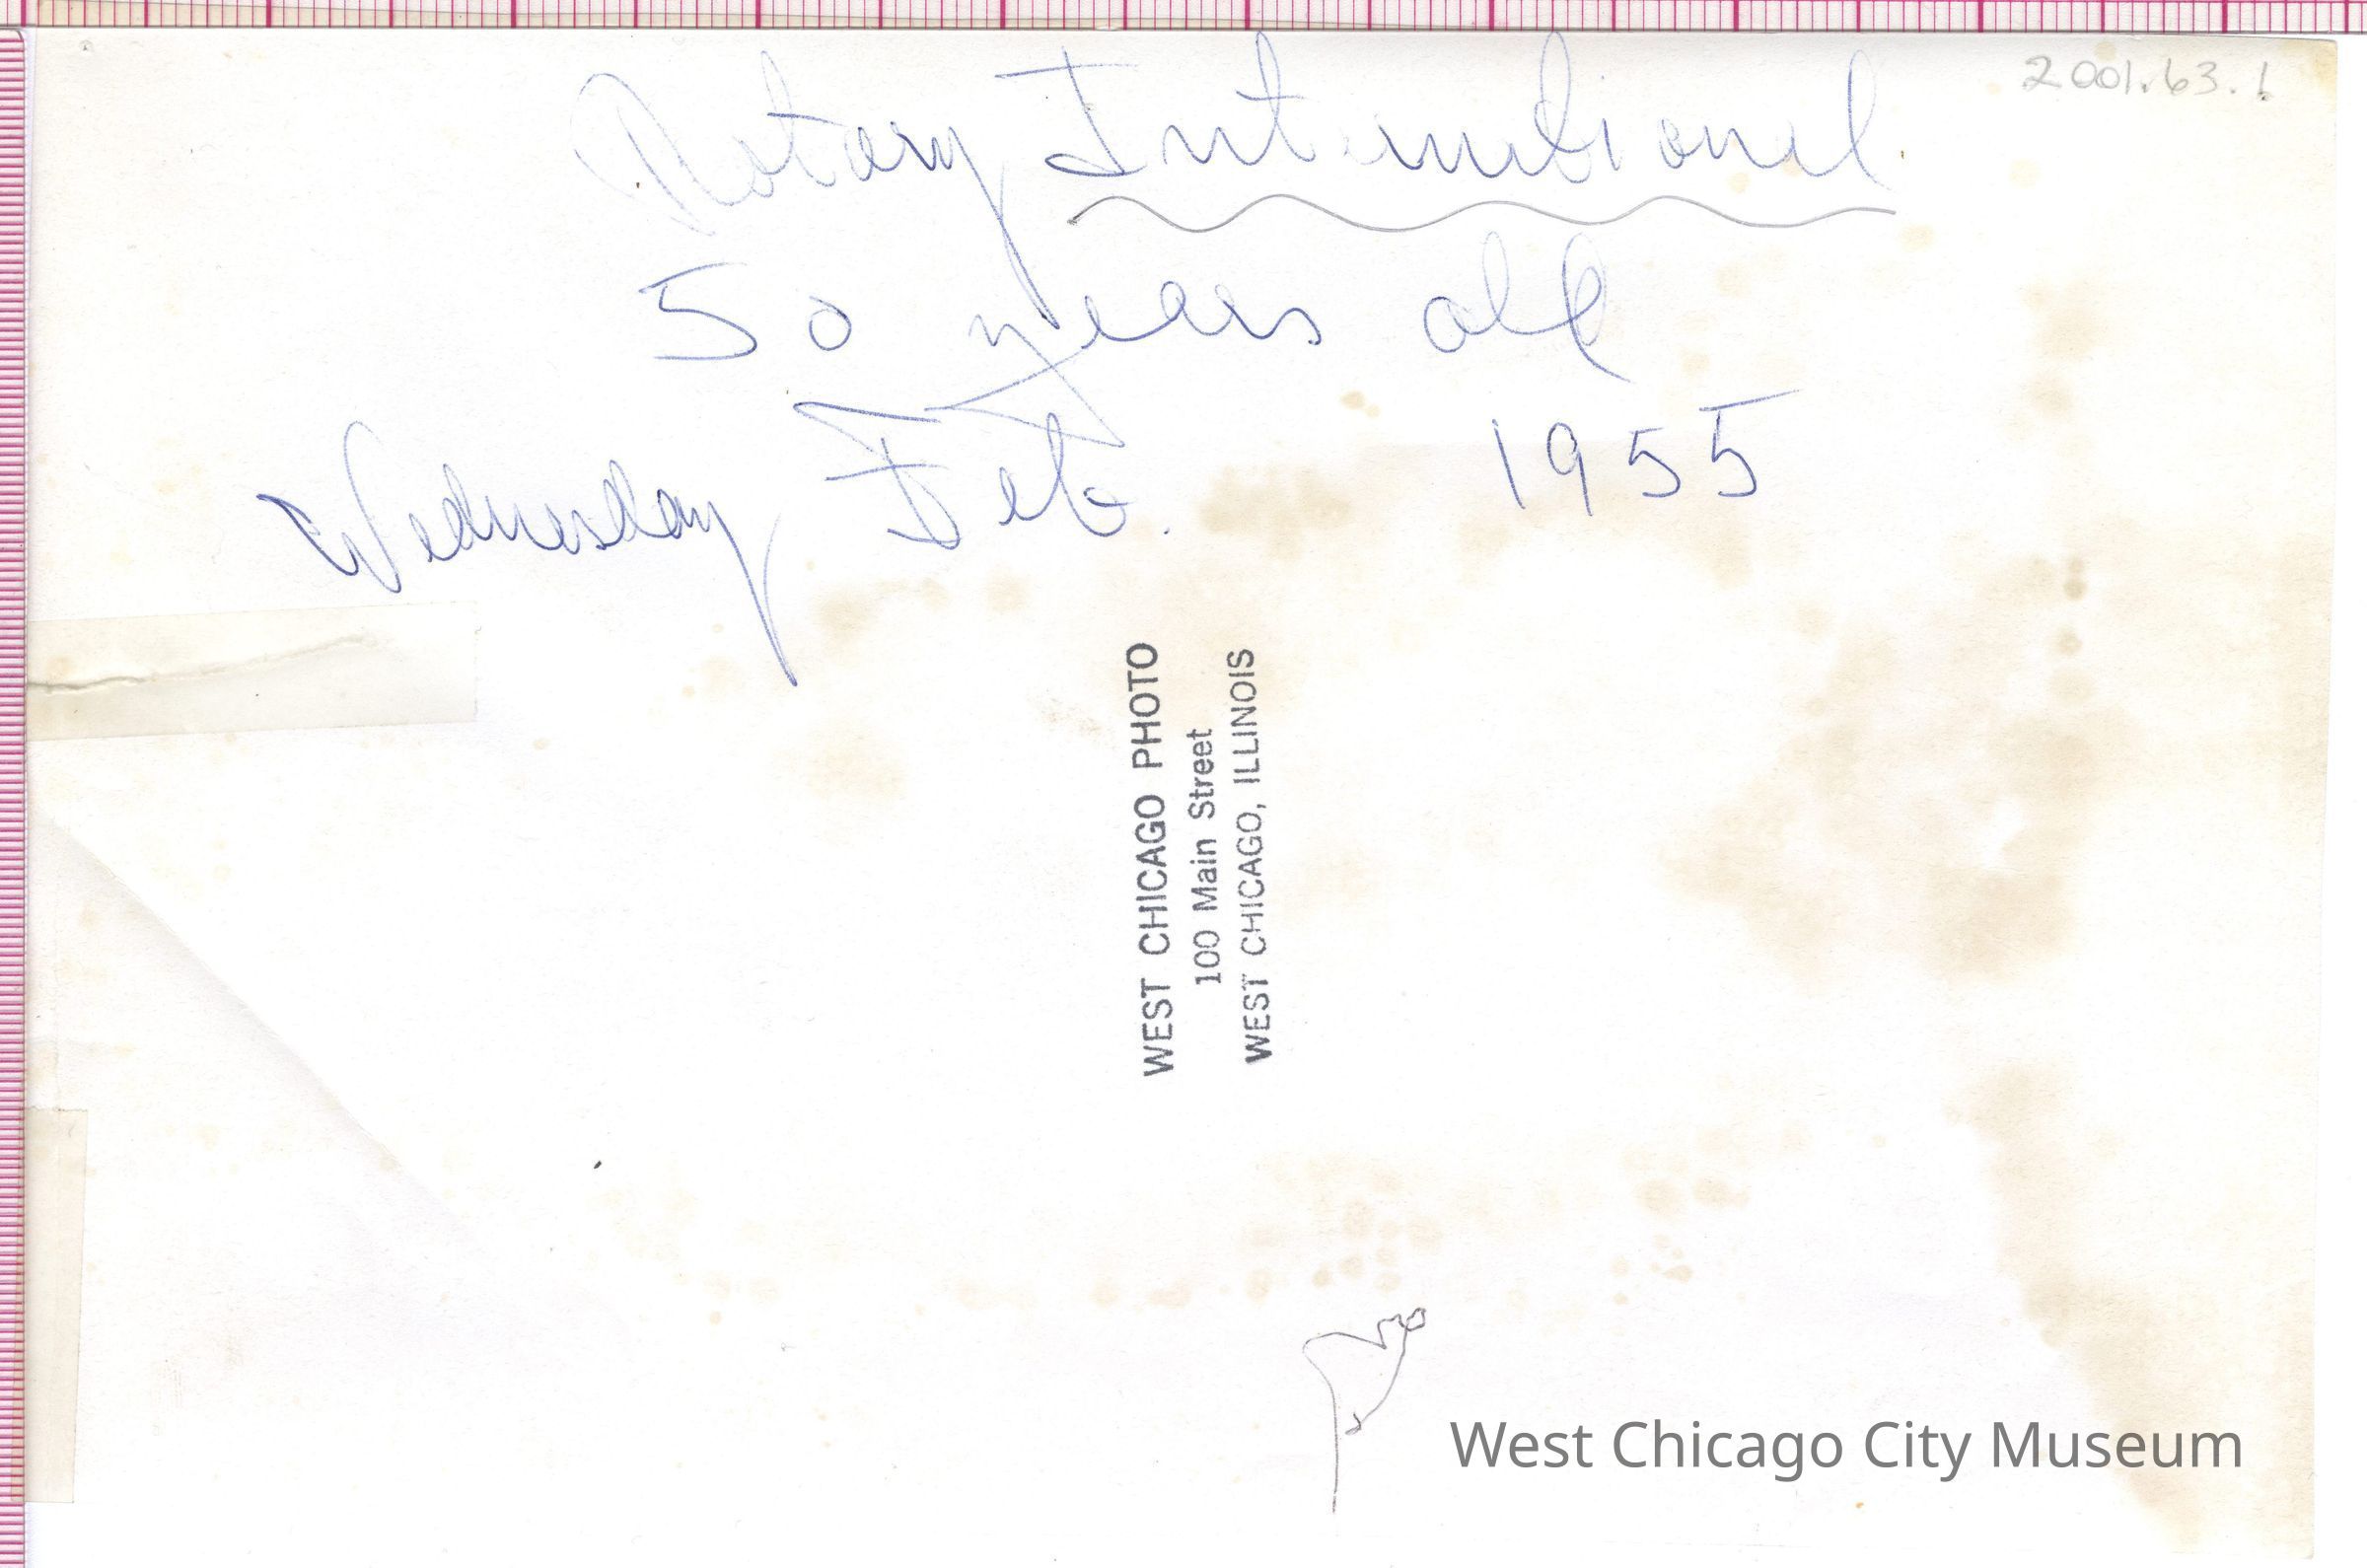 2001.63.1
Rotary International
50 years old
Wednesday Feb. 1955
WEST CHICAGO PHOTO
100 Main Street
WEST CHICAGO, ILLINOIS
West Chicago City Museum